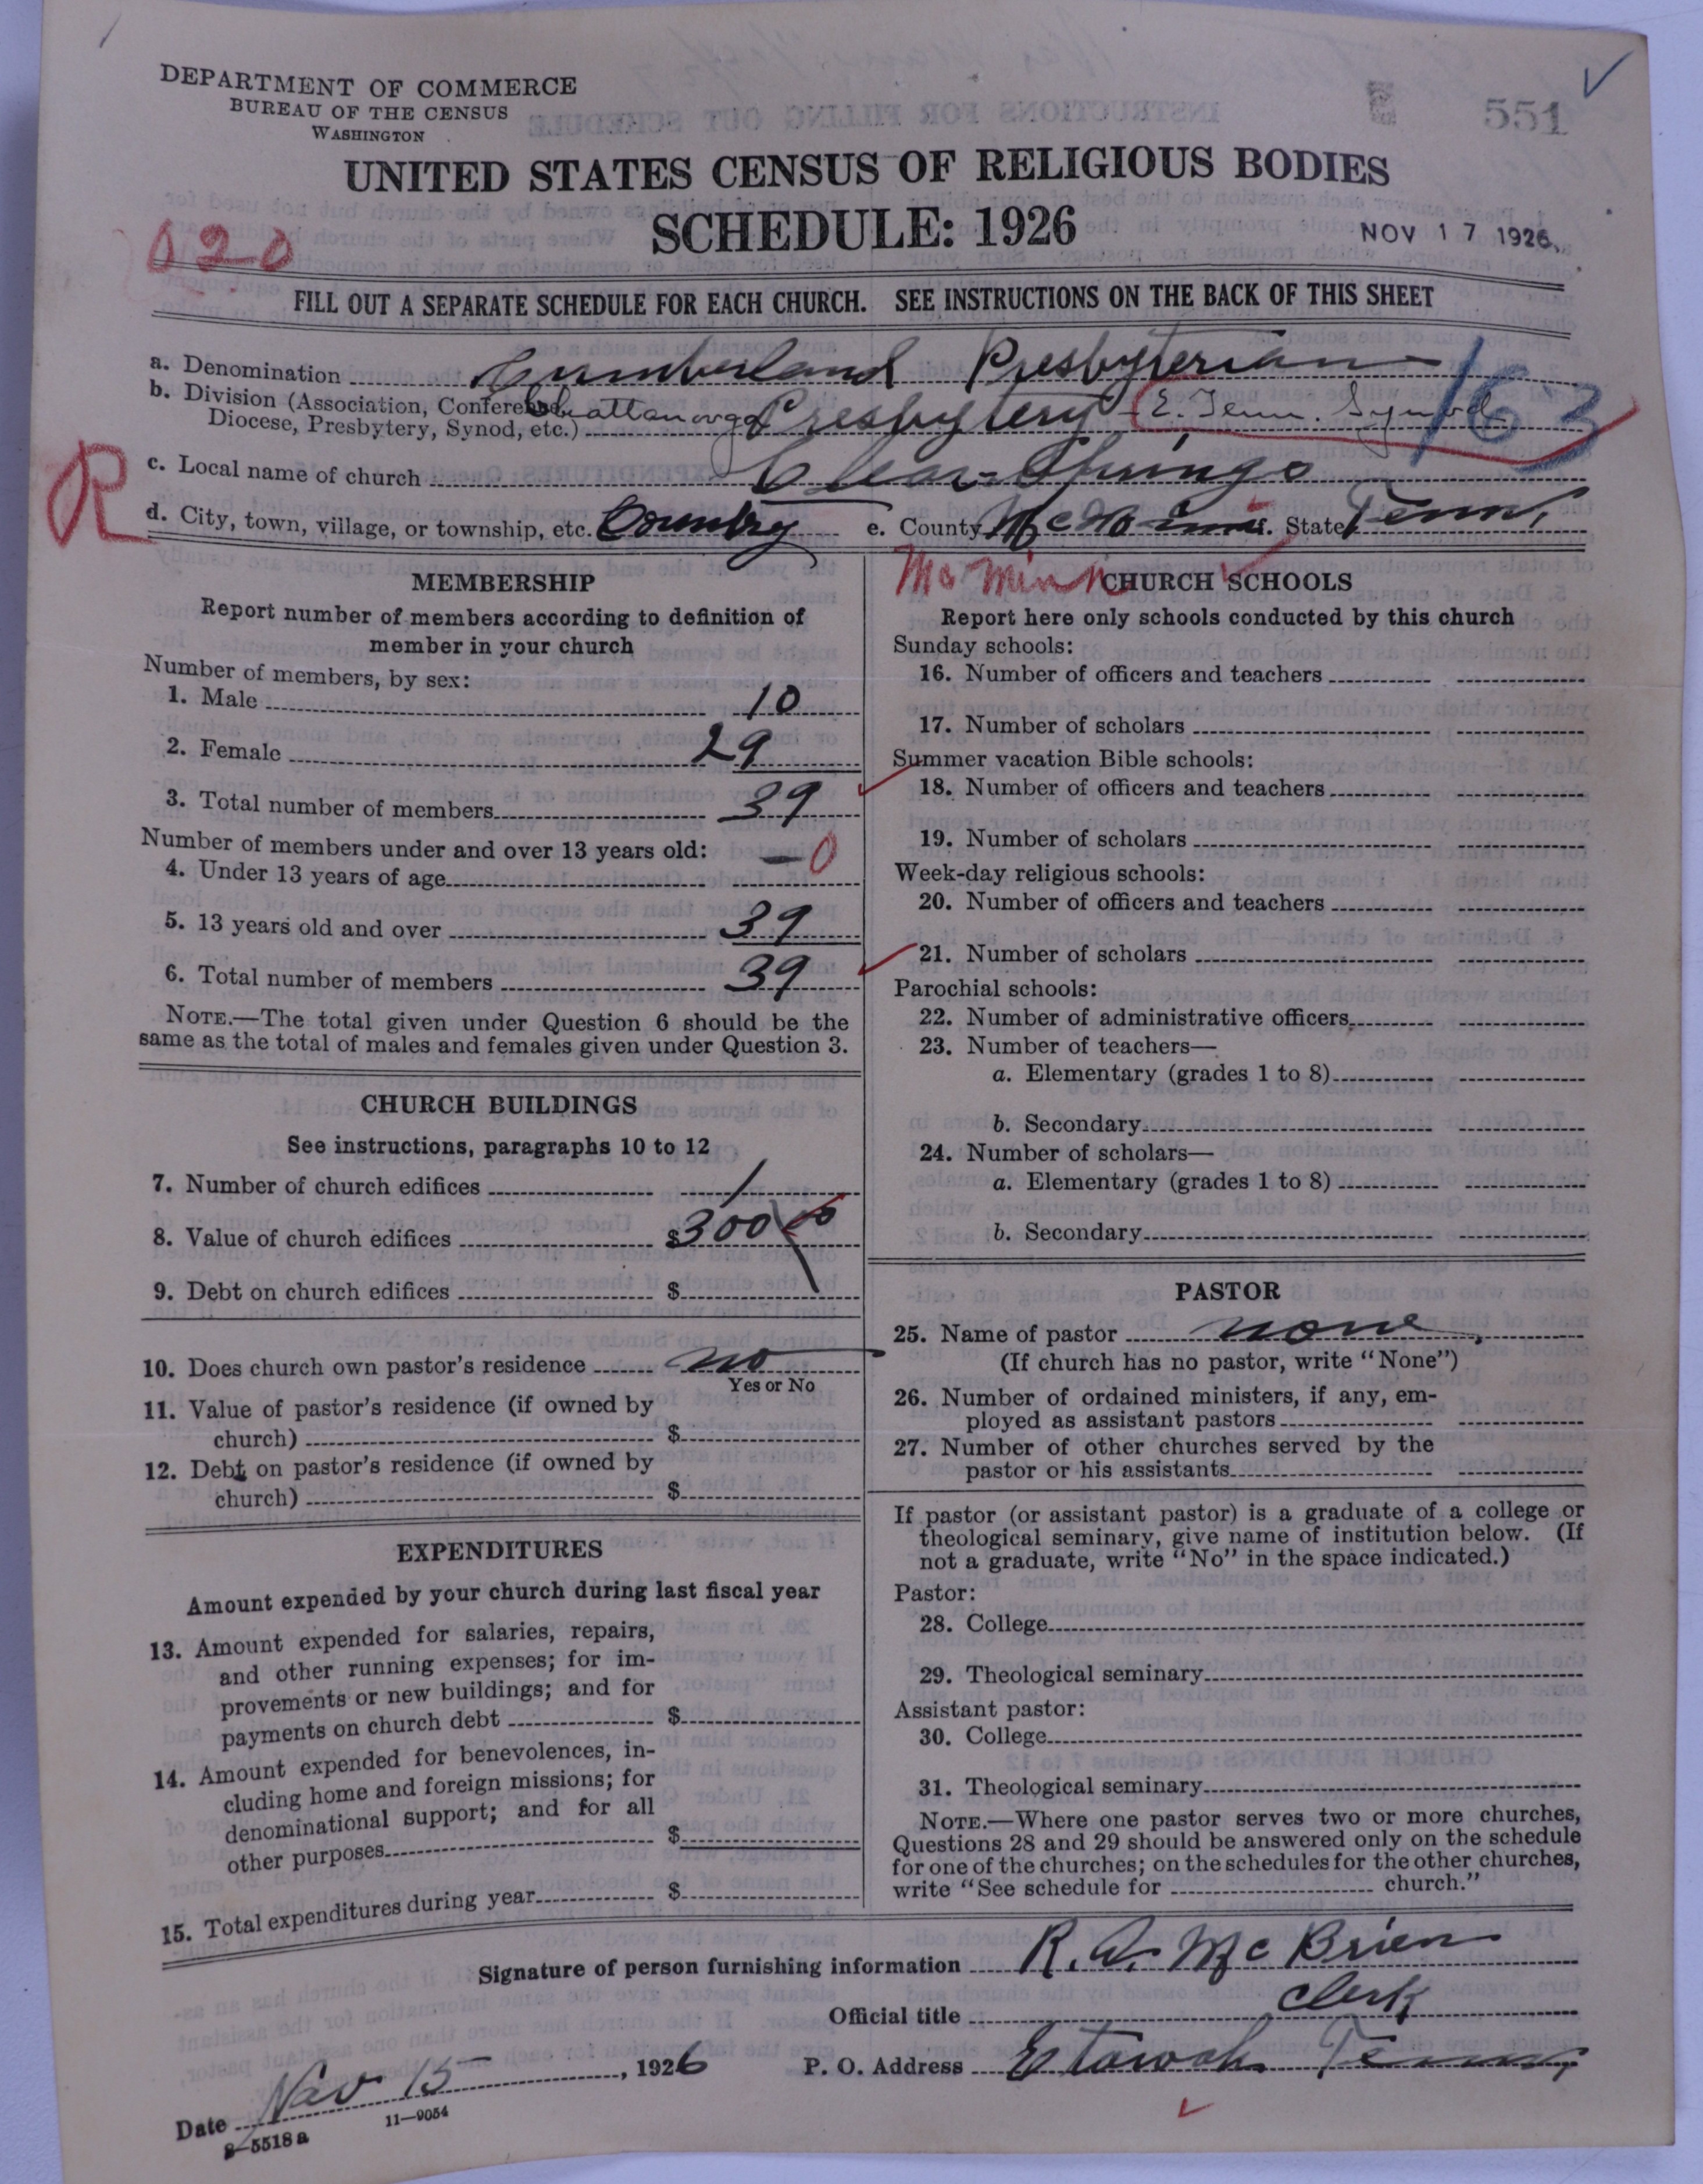 DEPARTMENT OF COMMERCE
BUREAU OF THE CENSUS
WASHINGTON
551
UNITED STATES CENSUS OF RELIGIOUS BODIES
SCHEDULE: 1926
NOV 17 1926
020
FILL OUT A SEPARATE SCHEDULE FOR EACH CHURCH. SEE INSTRUCTIONS ON THE BACK OF THIS SHEET
a. Denomination Cumberland Presbyterian
b. Division (Association, Conference, Diocese, Presbytery, Synod, etc.) Chattanooga Presbytery (E. Tenn. Synod
163
R
c. Local name of church Clear-Springs
d. City, town, village, or township, etc. Country e. County McMinn f. State Tenn.
McMinn
MEMBERSHIP
Report number of members according to definition of
member in your church
Number of members, by sex:
1. Male 10
2. Female 29
3. Total number of members 39
Number of members under and over 13 years old:
4. Under 13 years of age — 0
5. 13 years old and over 39
6. Total number of members 39
NOTE.—The total given under Question 6 should be the
same as the total of males and females given under Question 3.
CHURCH BUILDINGS
See instructions, paragraphs 10 to 12
7. Number of church edifices 1
8. Value of church edifices $300 00
9. Debt on church edifices $
10. Does church own pastor's residence no
Yes or No
11. Value of pastor's residence (if owned by
church) $
12. Debt on pastor's residence (if owned by
church) $
EXPENDITURES
Amount expended by your church during last fiscal year
13. Amount expended for salaries, repairs,
and other running expenses; for im-
provements or new buildings; and for
payments on church debt $
14. Amount expended for benevolences, in-
cluding home and foreign missions; for
denominational support; and for all
other purposes $
15. Total expenditures during year $
CHURCH SCHOOLS
Report here only schools conducted by this church
Sunday schools:
16. Number of officers and teachers
17. Number of scholars
Summer vacation Bible schools:
18. Number of officers and teachers
19. Number of scholars
Week-day religious schools:
20. Number of officers and teachers
21. Number of scholars
Parochial schools:
22. Number of administrative officers
23. Number of teachers—
a. Elementary (grades 1 to 8)
b. Secondary
24. Number of scholars—
a. Elementary (grades 1 to 8)
b. Secondary
PASTOR
25. Name of pastor none
(If church has no pastor, write "None")
26. Number of ordained ministers, if any, em-
ployed as assistant pastors
27. Number of other churches served by the
pastor or his assistants
If pastor (or assistant pastor) is a graduate of a college or
theological seminary, give name of institution below. (If
not a graduate, write "No" in the space indicated.)
Pastor:
28. College
29. Theological seminary
Assistant pastor:
30. College
31. Theological seminary
NOTE.—Where one pastor serves two or more churches,
Questions 28 and 29 should be answered only on the schedule
for one of the churches; on the schedules for the other churches,
write "See schedule for church."
Signature of person furnishing information R. A. McBrien
Official title Clerk
Date Nov 15, 1926 P. O. Address Etowah Tenn,
8-5518 a 11-9054